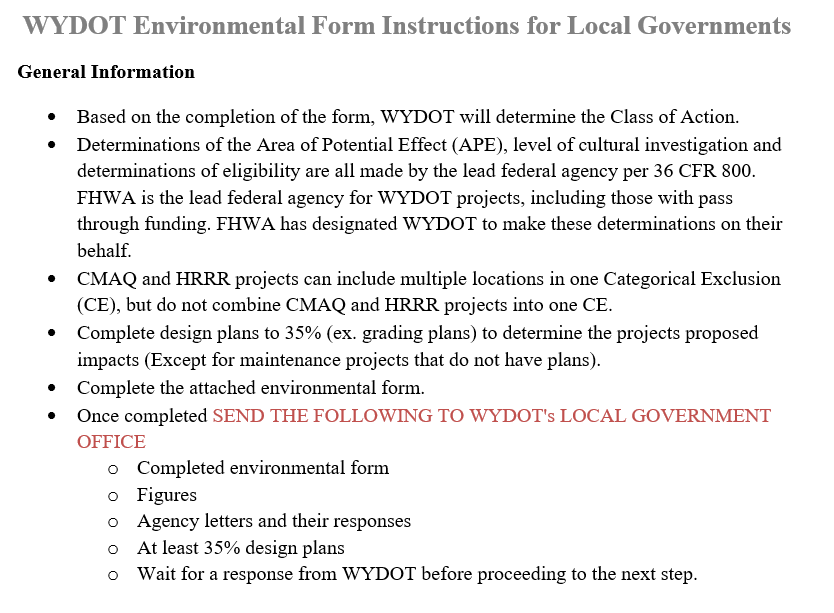 WYDOT Environmental Form Instructions for Local Governments
General Information
• Based on the completion of the form, WYDOT will determine the Class of Action.
• Determinations of the Area of Potential Effect (APE), level of cultural investigation and
determinations of eligibility are all made by the lead federal agency per 36 CFR 800.
FHWA is the lead federal agency for WYDOT projects, including those with pass
through funding. FHWA has designated WYDOT to make these determinations on their
behalf.
• CMAQ and HRRR projects can include multiple locations in one Categorical Exclusion
(CE), but do not combine CMAQ and HRRR projects into one CE.
• Complete design plans to 35% (ex. grading plans) to determine the projects proposed
impacts (Except for maintenance projects that do not have plans).
• Complete the attached environmental form.
• Once completed SEND THE FOLLOWING TO WYDOT's LOCAL GOVERNMENT
OFFICE
o Completed environmental form
o Figures
o Agency letters and their responses
o At least 35% design plans
o Wait for a response from WYDOT before proceeding to the next step.